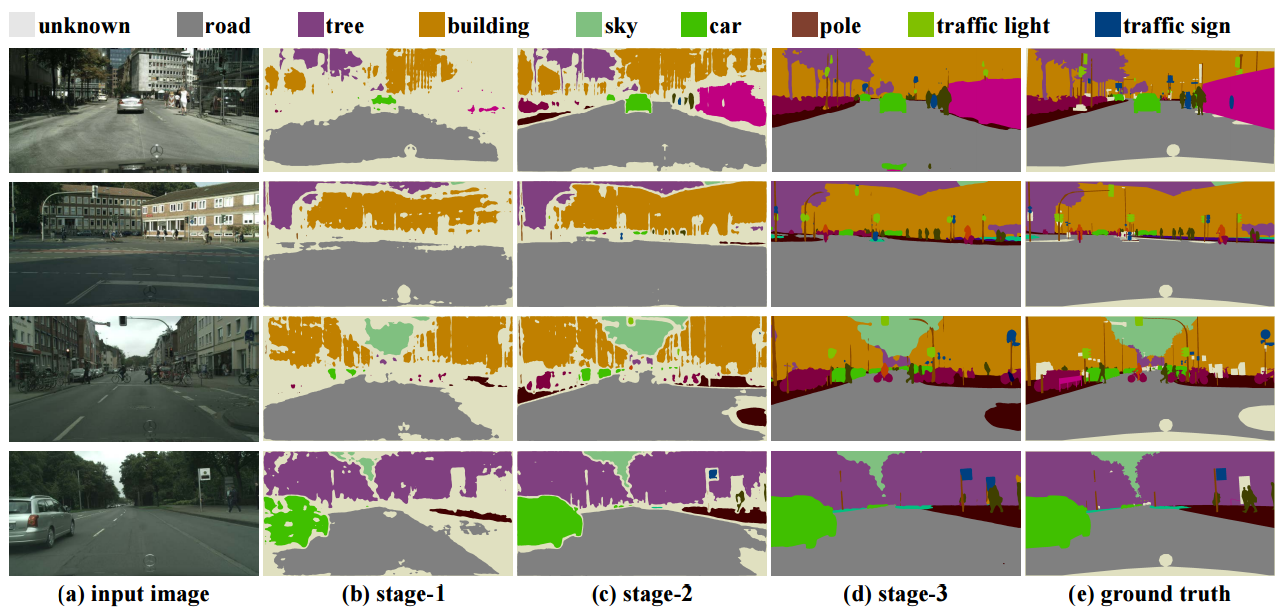 unknown road tree building sky car pole traffic light traffic sign
(a) input image (b) stage-1 (c) stage-2 (d) stage-3 (e) ground truth